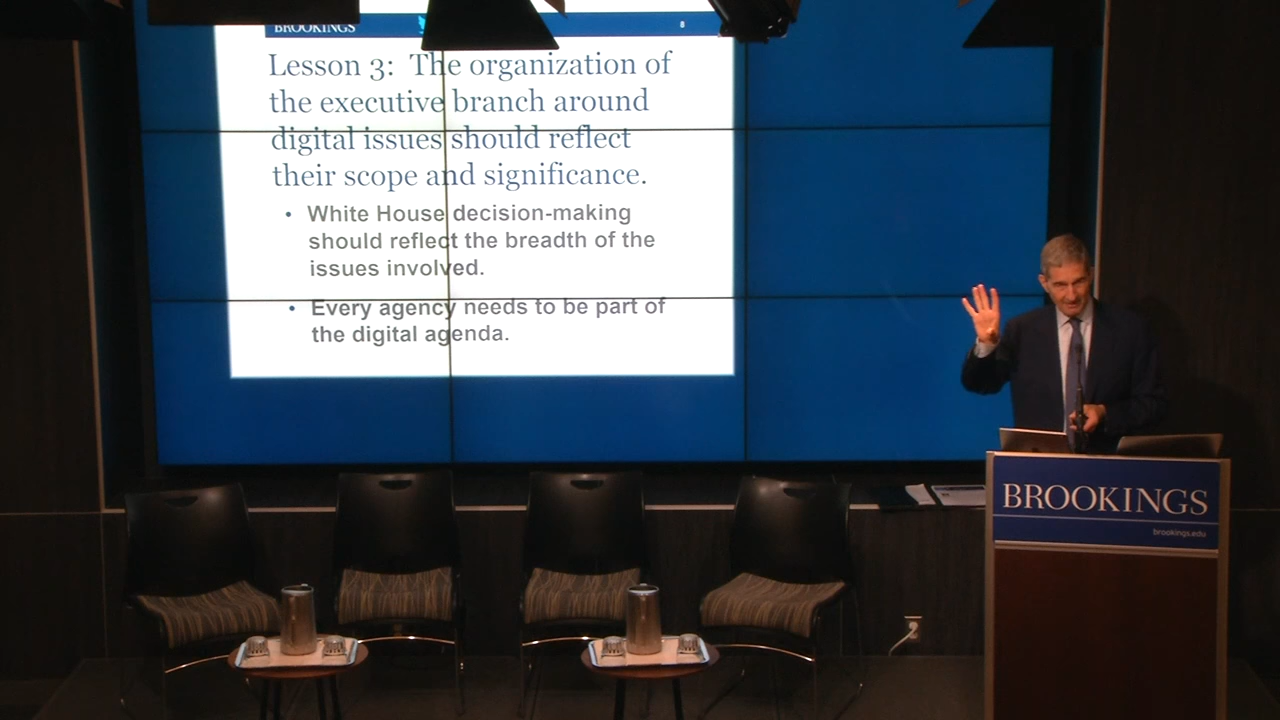 BROOKINGS
8
Lesson 3: The organization of
the executive branch around
digital issues should reflect
their scope and significance.
• White House decision-making
should reflect the breadth of the
issues involved.
• Every agency needs to be part of
the digital agenda.
BROOKINGS
brookings.edu